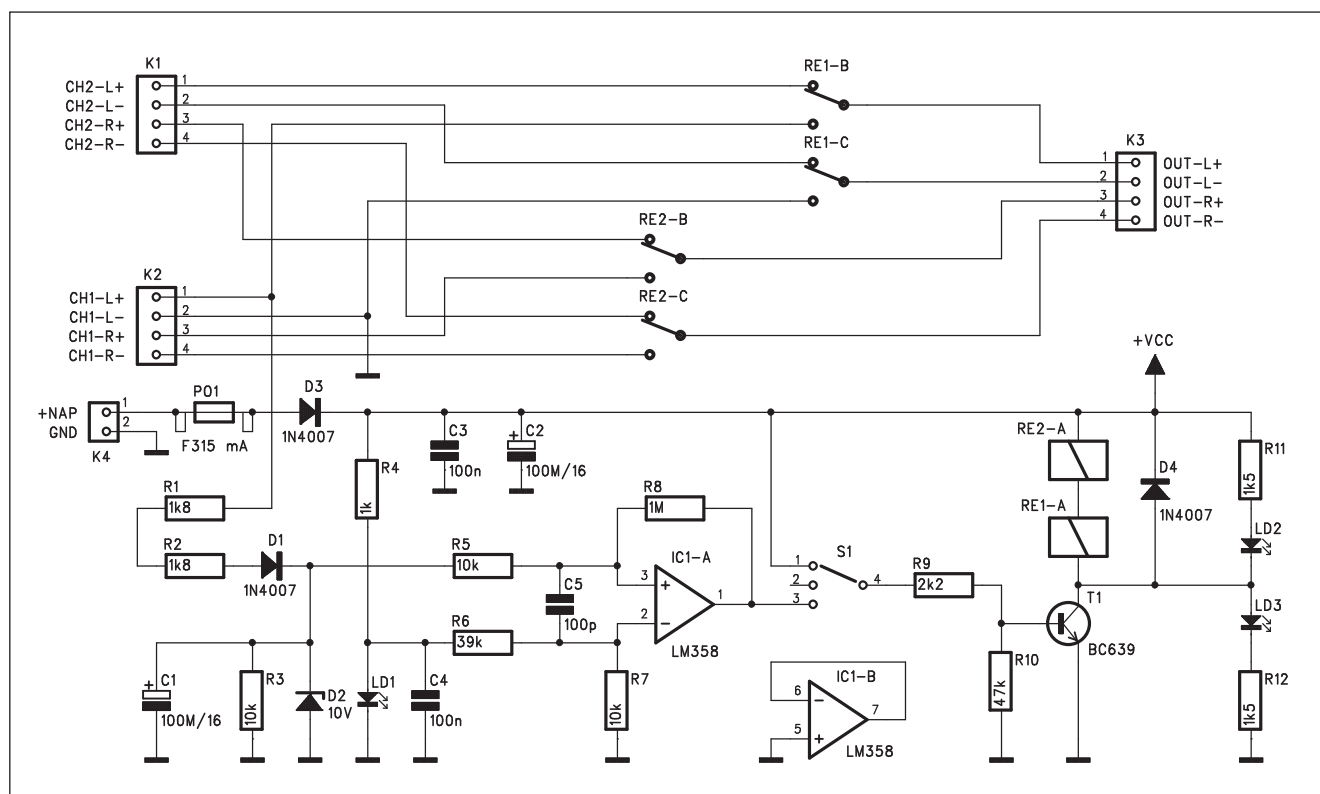 K1
CH2-L+ 1
CH2-L- 2
CH2-R+ 3
CH2-R- 4
RE1-B
RE1-C
K3
1 OUT-L+
2 OUT-L-
3 OUT-R+
4 OUT-R-
RE2-B
RE2-C
K2
CH1-L+ 1
CH1-L- 2
CH1-R+ 3
CH1-R- 4
+VCC
+NAP 1
GND 2
K4
PO1
F315 mA
D3
1N4007
R4
1k
C3
100n
C2
+
100M/16
RE2-A
RE1-A
D4
1N4007
R11
1k5
LD2
R1
1k8
R2
1k8
D1
1N4007
R5
10k
R8
1M
IC1-A
3 +
2 -
1
LM358
C5
100p
R6
39k
S1
1
2
3
4
R9
2k2
T1
BC639
LD3
C1
+
100M/16
R3
10k
D2
10V
LD1
C4
100n
R7
10k
IC1-B
6 -
5 +
7
LM358
R10
47k
R12
1k5